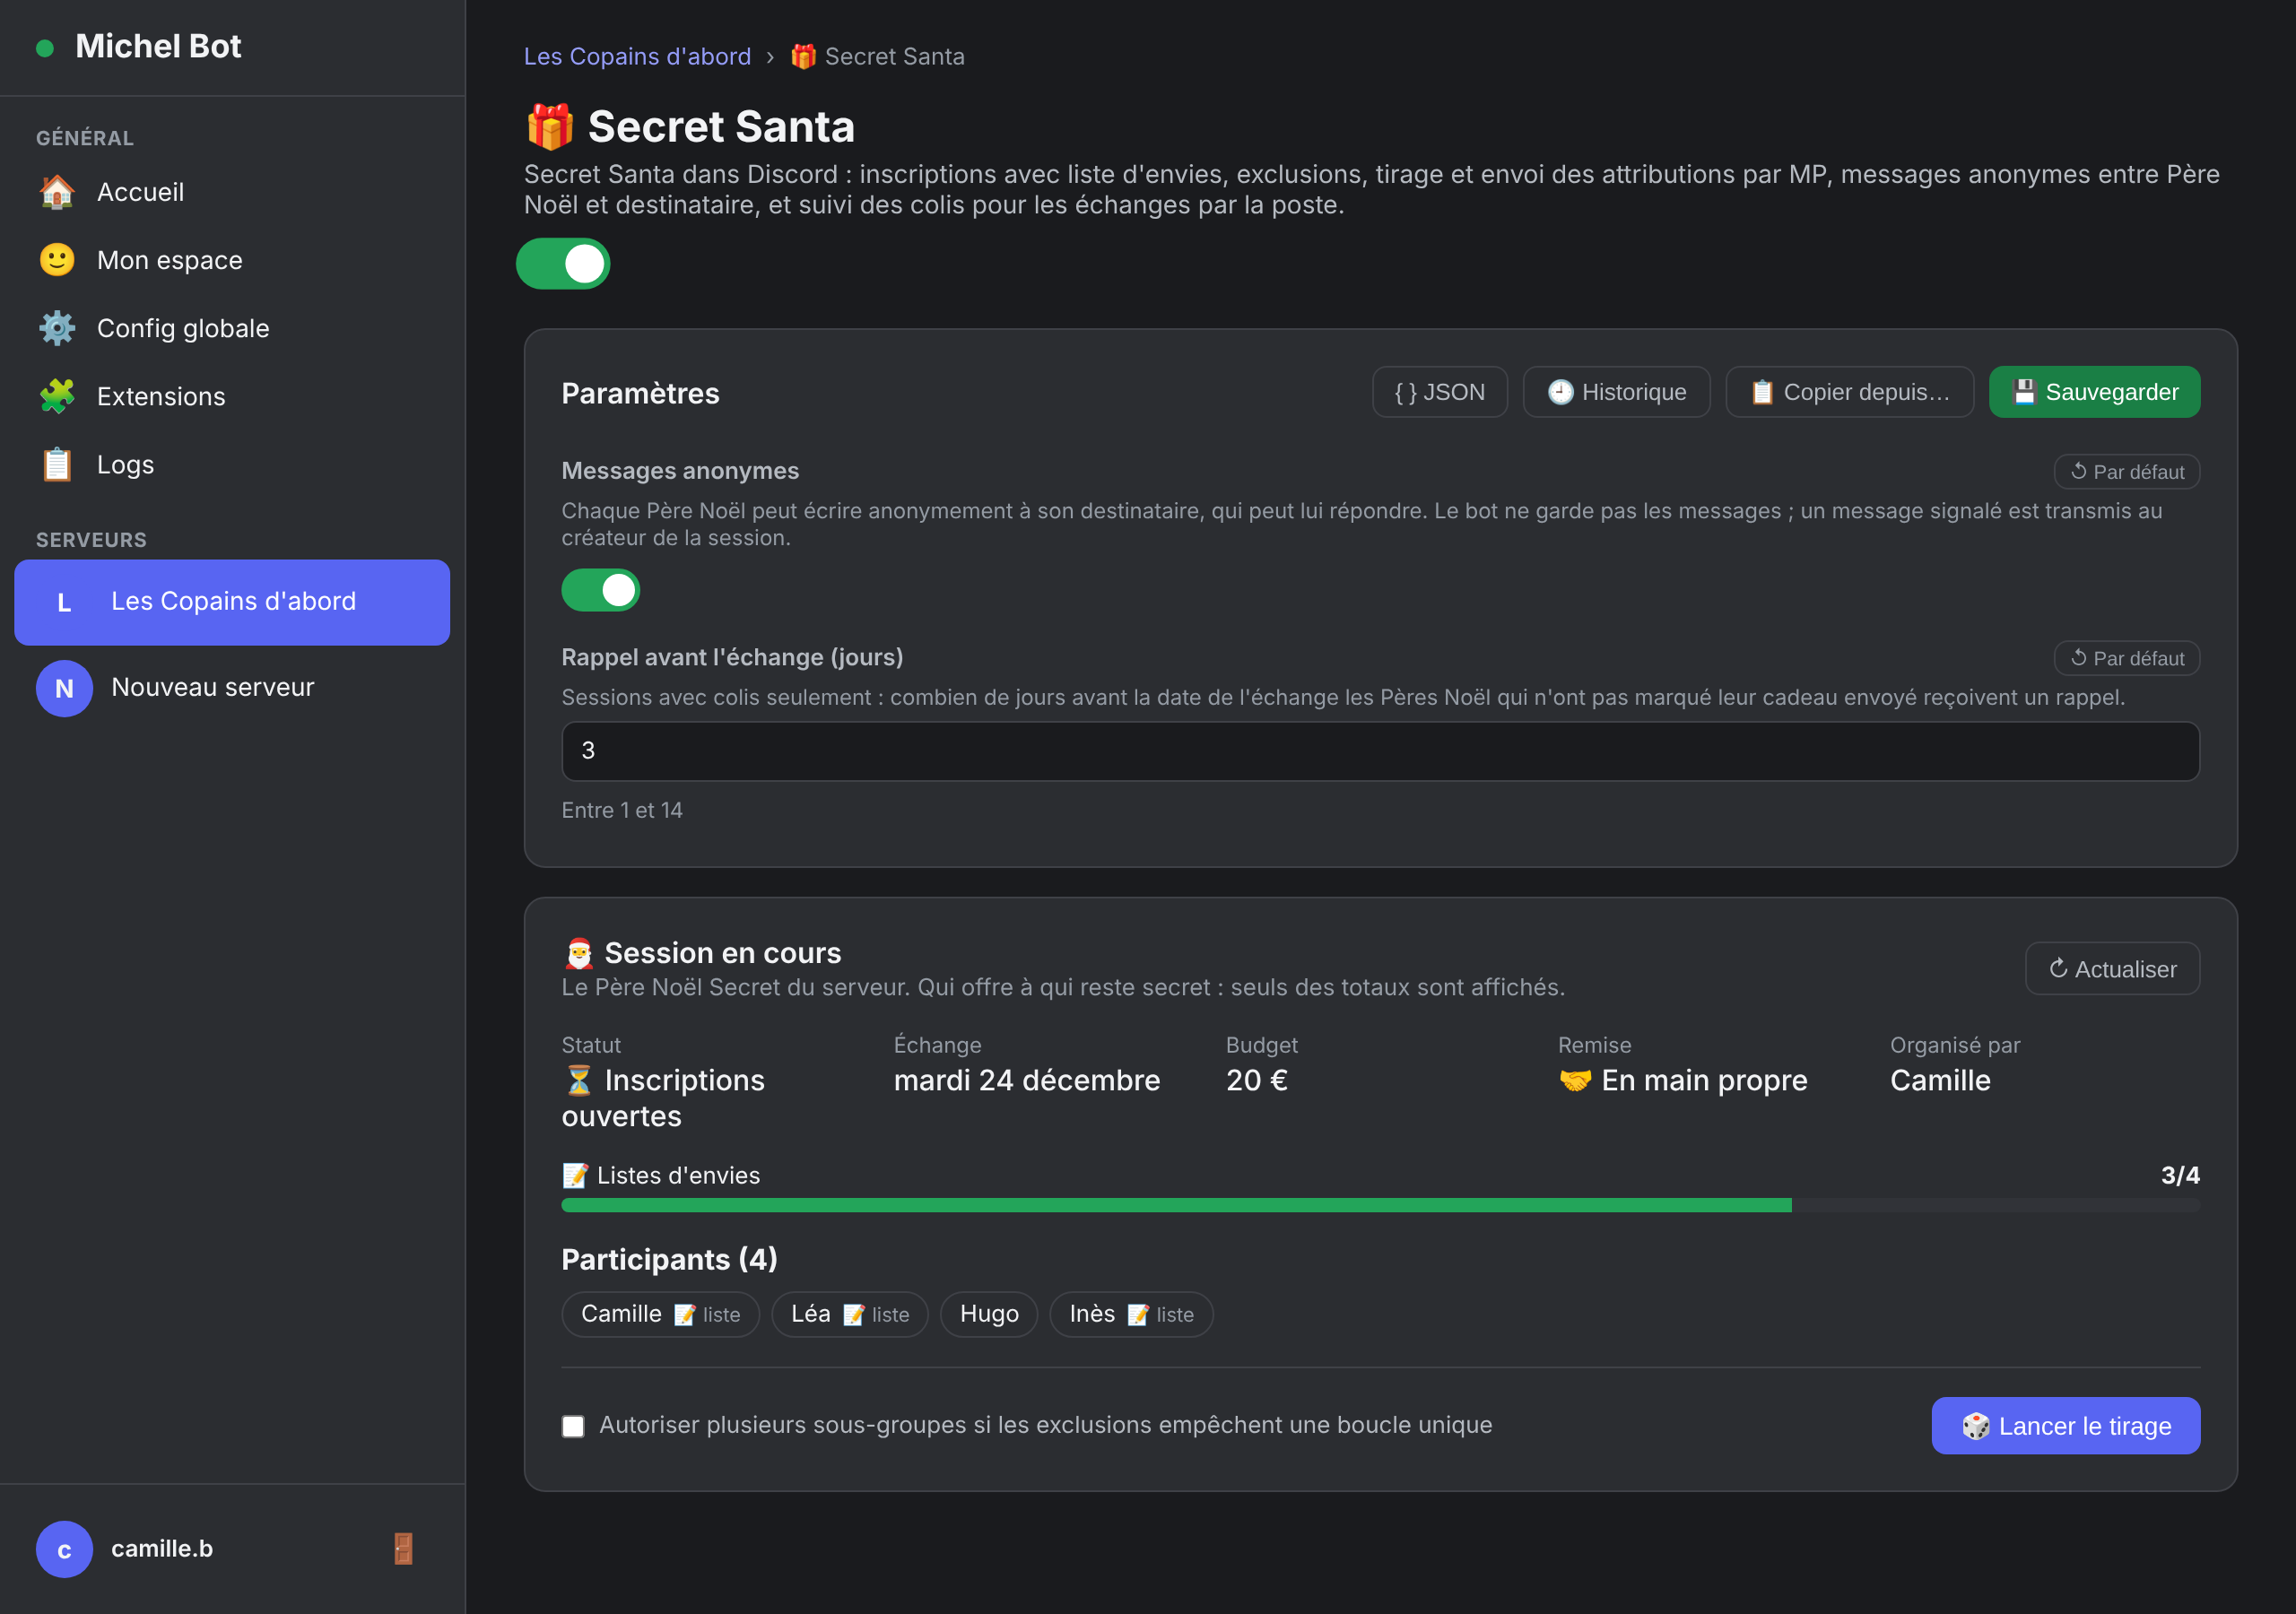 Michel Bot
GÉNÉRAL
🏠 Accueil
🙂 Mon espace
⚙️ Config globale
🧩 Extensions
📋 Logs
SERVEURS
L Les Copains d'abord
N Nouveau serveur
c camille.b 🚪
Les Copains d'abord › 🎁 Secret Santa
🎁 Secret Santa
Secret Santa dans Discord : inscriptions avec liste d'envies, exclusions, tirage et envoi des attributions par MP, messages anonymes entre Père
Noël et destinataire, et suivi des colis pour les échanges par la poste.
Paramètres
{ } JSON
🕘 Historique
📋 Copier depuis…
💾 Sauvegarder
Messages anonymes
↺ Par défaut
Chaque Père Noël peut écrire anonymement à son destinataire, qui peut lui répondre. Le bot ne garde pas les messages ; un message signalé est transmis au
créateur de la session.
Rappel avant l'échange (jours)
↺ Par défaut
Sessions avec colis seulement : combien de jours avant la date de l'échange les Pères Noël qui n'ont pas marqué leur cadeau envoyé reçoivent un rappel.
3
Entre 1 et 14
🎅 Session en cours
Le Père Noël Secret du serveur. Qui offre à qui reste secret : seuls des totaux sont affichés.
↻ Actualiser
Statut
⏳ Inscriptions
ouvertes
Échange
mardi 24 décembre
Budget
20 €
Remise
🤝 En main propre
Organisé par
Camille
📝 Listes d'envies
3/4
Participants (4)
Camille 📝 liste
Léa 📝 liste
Hugo
Inès 📝 liste
Autoriser plusieurs sous-groupes si les exclusions empêchent une boucle unique
🎲 Lancer le tirage